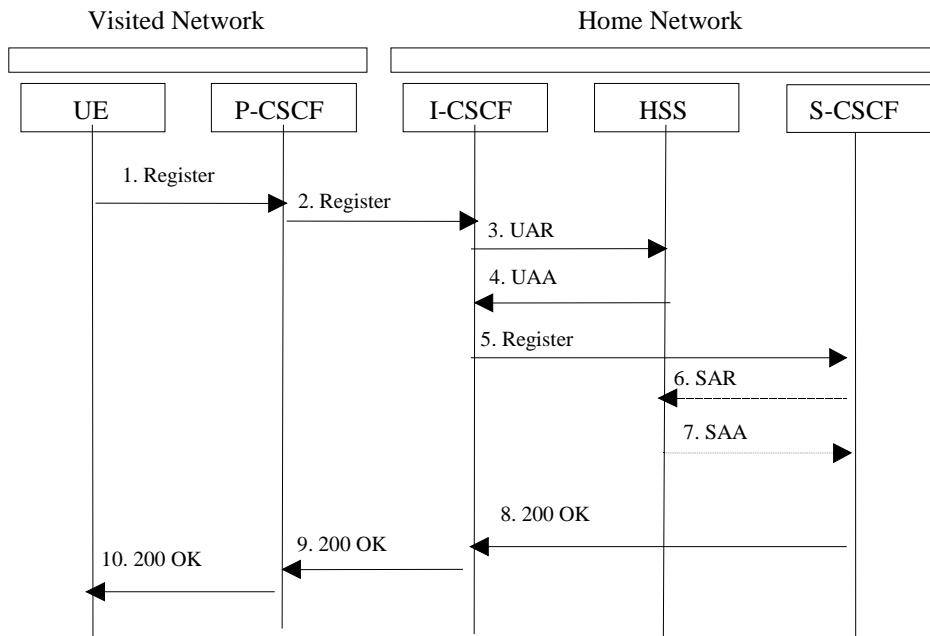 Visited Network
Home Network
UE
P-CSCF
I-CSCF
HSS
S-CSCF
1. Register
2. Register
3. UAR
4. UAA
5. Register
6. SAR
7. SAA
8. 200 OK
9. 200 OK
10. 200 OK